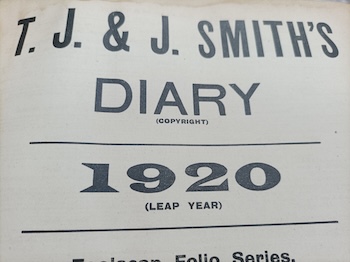 T. J. & J. SMITH'S
DIARY
(COPYRIGHT)
1920
(LEAP YEAR)
Folio Series.